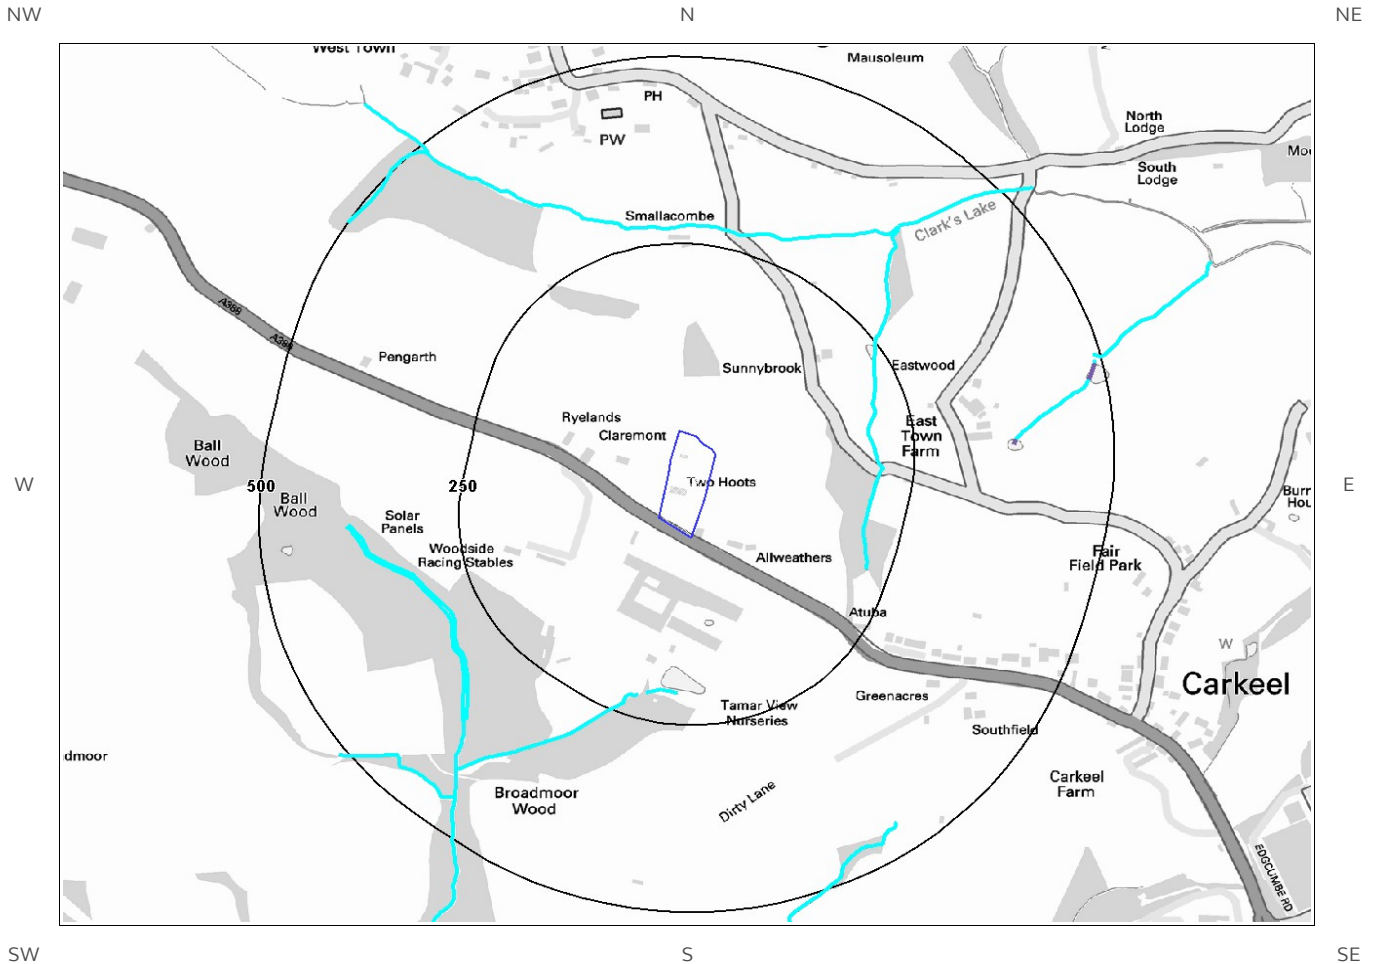 NW
N
NE
West Town
Mausoleum
PH
North
Lodge
PW
South
Lodge
Smallacombe
Clark's Lake
A388
Pengarth
Sunnybrook
Eastwood
Ryelands
Claremont
East
Town
Farm
Ball
Wood
W
500
250
Two Hoots
E
Ball
Wood
Solar
Panels
Woodside
Racing Stables
Allweathers
Fair
Field Park
Atuba
W
Carkeel
Greenacres
Tamar View
Nurseries
Southfield
dmoor
Carkeel
Farm
Broadmoor
Wood
Dirty Lane
EDGCUMBE RD
SW
S
SE